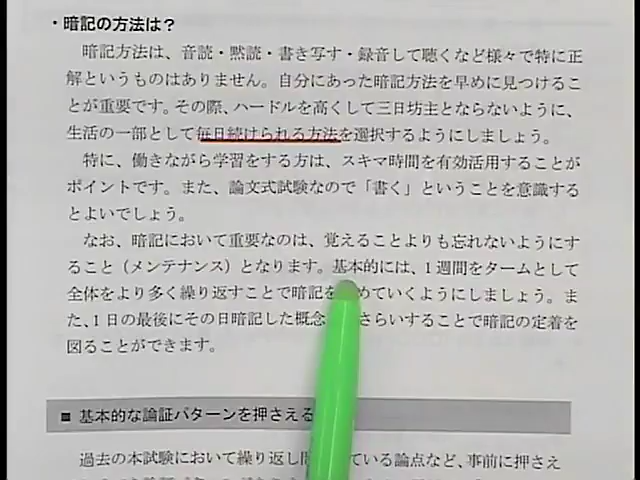 ・暗記の方法は？
暗記方法は、音読・黙読・書き写す・録音して聴くなど様々で特に正
解というものはありません。自分にあった暗記方法を早めに見つけるこ
とが重要です。その際、ハードルを高くして三日坊主とならないように、
生活の一部として毎日続けられる方法を選択するようにしましょう。
特に、働きながら学習をする方は、スキマ時間を有効活用することが
ポイントです。また、論文式試験なので「書く」ということを意識する
とよいでしょう。
なお、暗記において重要なのは、覚えることよりも忘れないようにす
ること（メンテナンス）となります。基本的には、1週間をタームとして
全体をより多く繰り返すことで暗記を めていくようにしましょう。ま
た、1日の最後にその日暗記した概念 さらいすることで暗記の定着を
図ることができます。
■ 基本的な論証パターンを押さえる
過去の本試験において繰り返し ている論点など、事前に押さえ